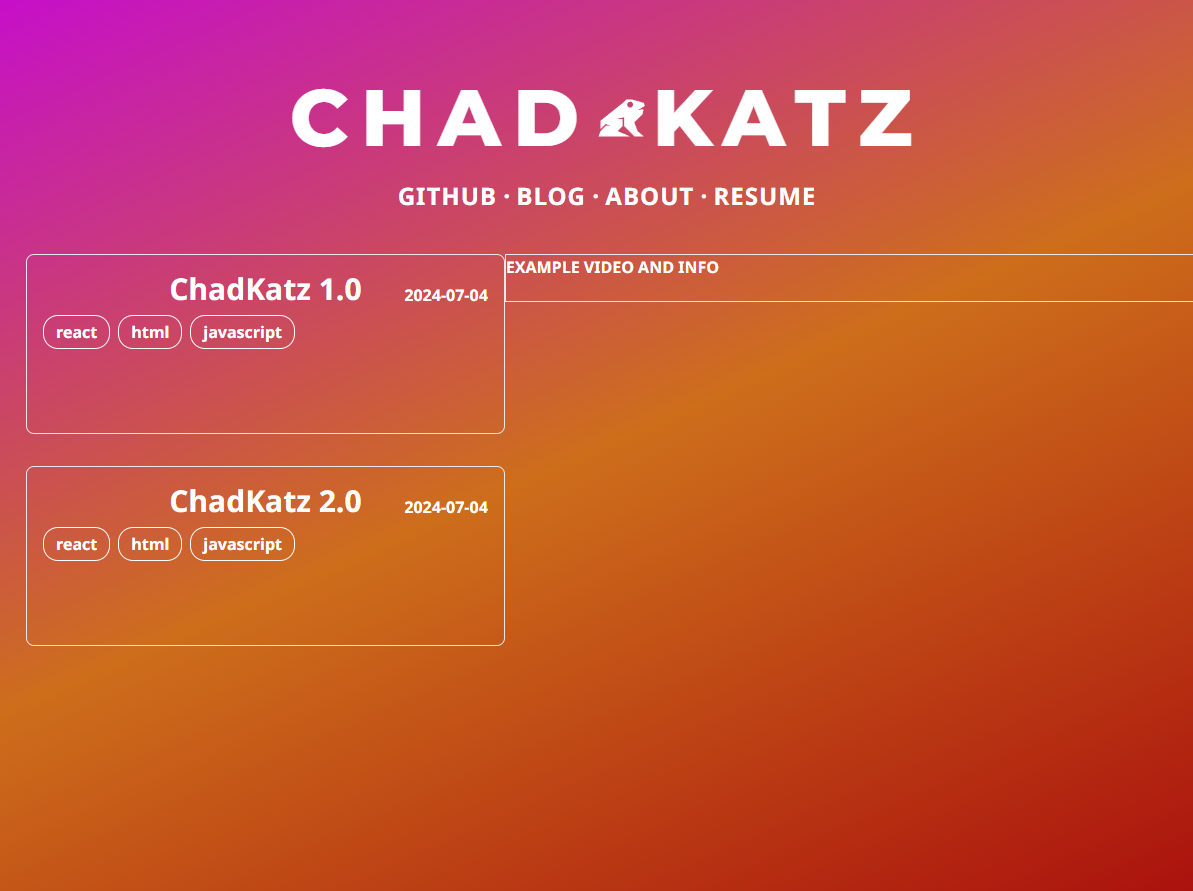 CHAD KATZ
GITHUB · BLOG · ABOUT · RESUME
ChadKatz 1.0
2024-07-04
react html javascript
EXAMPLE VIDEO AND INFO
ChadKatz 2.0
2024-07-04
react html javascript